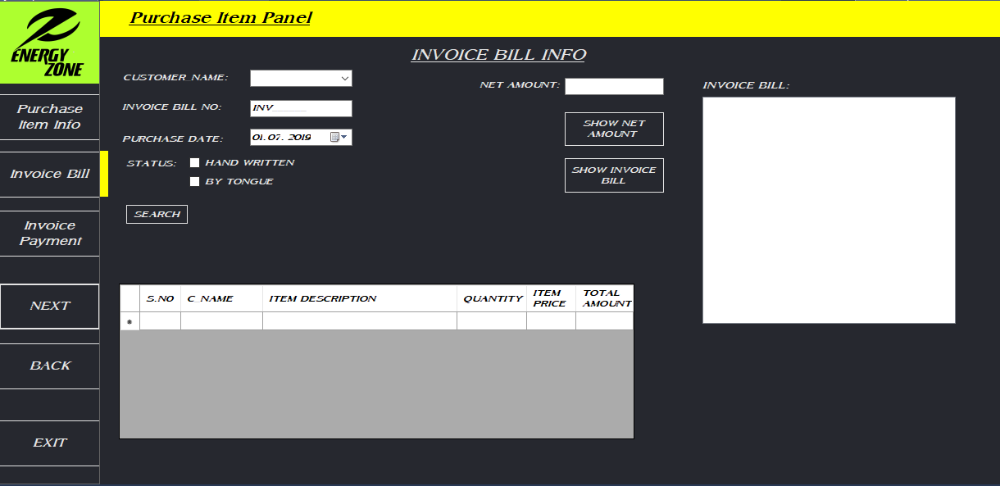 Purchase Item Panel
ENERGY
ZONE
Purchase
Item Info
Invoice Bill
Invoice
Payment
NEXT
BACK
EXIT
INVOICE BILL INFO
CUSTOMER_NAME:
INVOICE BILL NO:
INV_______
PURCHASE DATE:
01. 07. 2019
STATUS:
HAND WRITTEN
BY TONGUE
SEARCH
NET AMOUNT:
SHOW NET
AMOUNT
SHOW INVOICE
BILL
INVOICE BILL:
S.NO C_NAME ITEM DESCRIPTION QUANTITY ITEM PRICE TOTAL AMOUNT